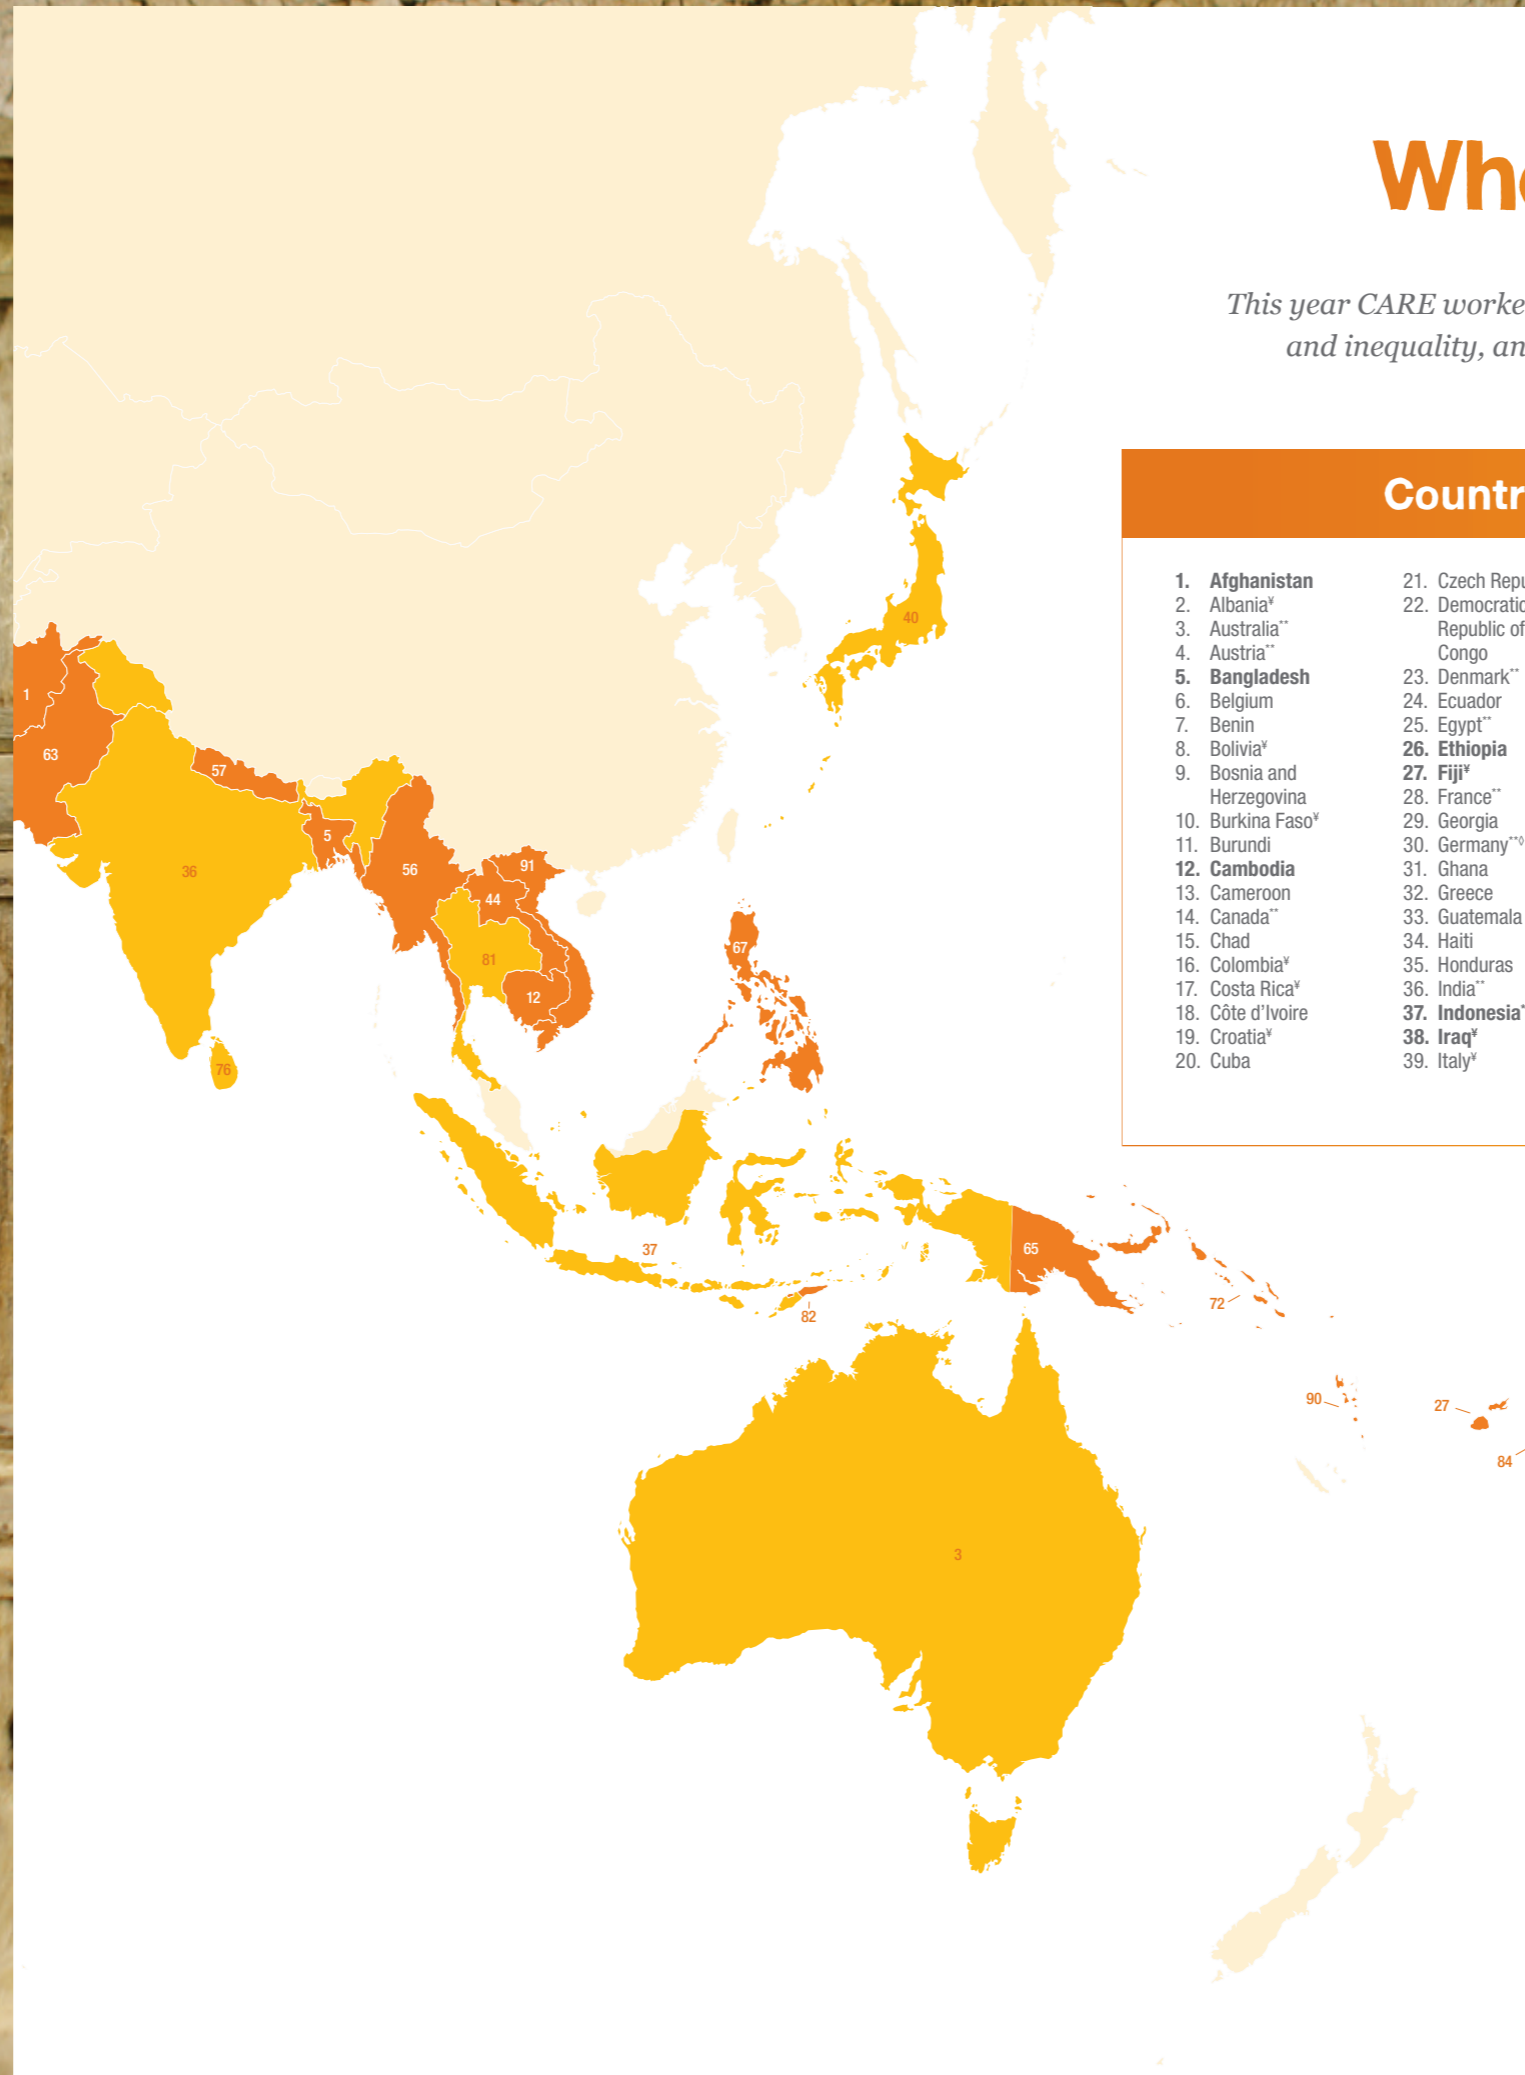 Whe
This year CARE worke
and inequality, an
Countr
1. Afghanistan
2. Albania¥
3. Australia**
4. Austria**
5. Bangladesh
6. Belgium
7. Benin
8. Bolivia¥
9. Bosnia and
Herzegovina
10. Burkina Faso¥
11. Burundi
12. Cambodia
13. Cameroon
14. Canada**
15. Chad
16. Colombia¥
17. Costa Rica¥
18. Côte d’Ivoire
19. Croatia¥
20. Cuba
21. Czech Repu
22. Democratic
Republic of
Congo
23. Denmark**
24. Ecuador
25. Egypt**
26. Ethiopia
27. Fiji¥
28. France**
29. Georgia
30. Germany**◊
31. Ghana
32. Greece
33. Guatemala
34. Haiti
35. Honduras
36. India**
37. Indonesia*
38. Iraq¥
39. Italy¥
40
1
63
57
5
36
56
91
44
81
12
67
76
37
65
82
72
90
27
84
3